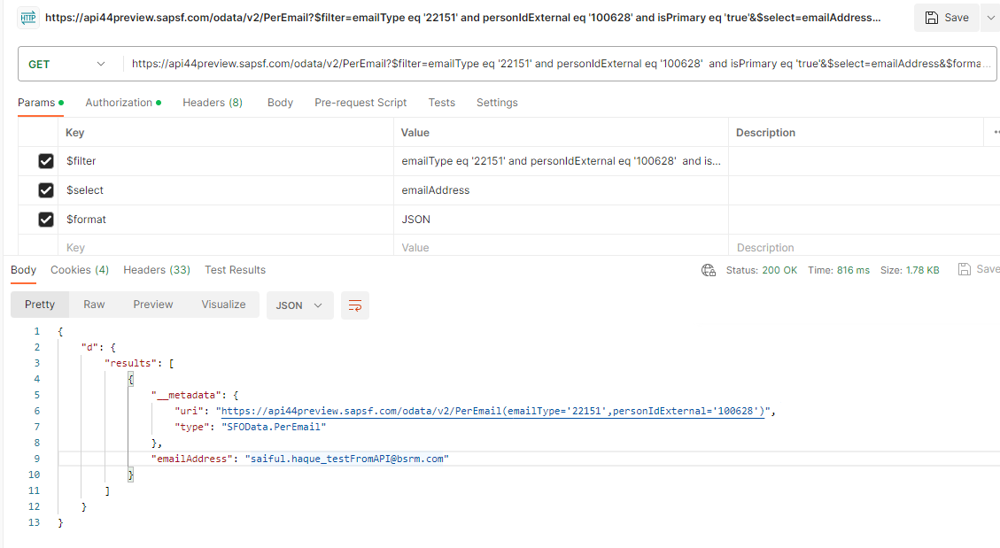 HTTP https://api44preview.sapsf.com/odata/v2/PerEmail?$filter=emailType eq '22151' and personIdExternal eq '100628' and isPrimary eq 'true'&$select=emailAddress... Save
GET https://api44preview.sapsf.com/odata/v2/PerEmail?$filter=emailType eq '22151' and personIdExternal eq '100628'  and isPrimary eq 'true'&$select=emailAddress&$forma...
Params Authorization Headers (8) Body Pre-request Script Tests Settings
Key Value Description
$filter emailType eq '22151' and personIdExternal eq '100628'  and is...
$select emailAddress
$format JSON
Key Value Description
Body Cookies (4) Headers (33) Test Results Status: 200 OK Time: 816 ms Size: 1.78 KB Save
Pretty Raw Preview Visualize JSON
1 {
2 "d": {
3 "results": [
4 {
5 "__metadata": {
6 "uri": "https://api44preview.sapsf.com/odata/v2/PerEmail(emailType='22151',personIdExternal='100628')",
7 "type": "SFOData.PerEmail"
8 },
9 "emailAddress": "saiful.haque_testFromAPI@bsrm.com"
10 }
11 ]
12 }
13 }